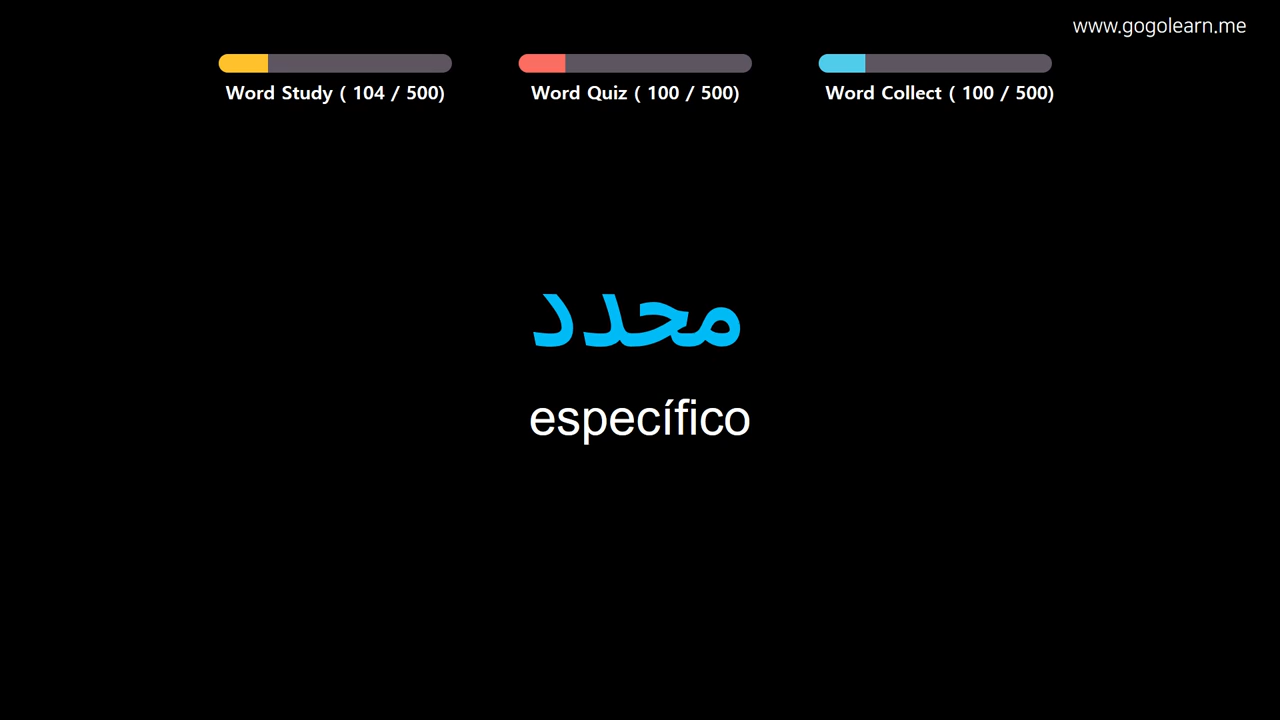 www.gogolearn.me
Word Study ( 104 / 500)
Word Quiz ( 100 / 500)
Word Collect ( 100 / 500)
محدد
específico